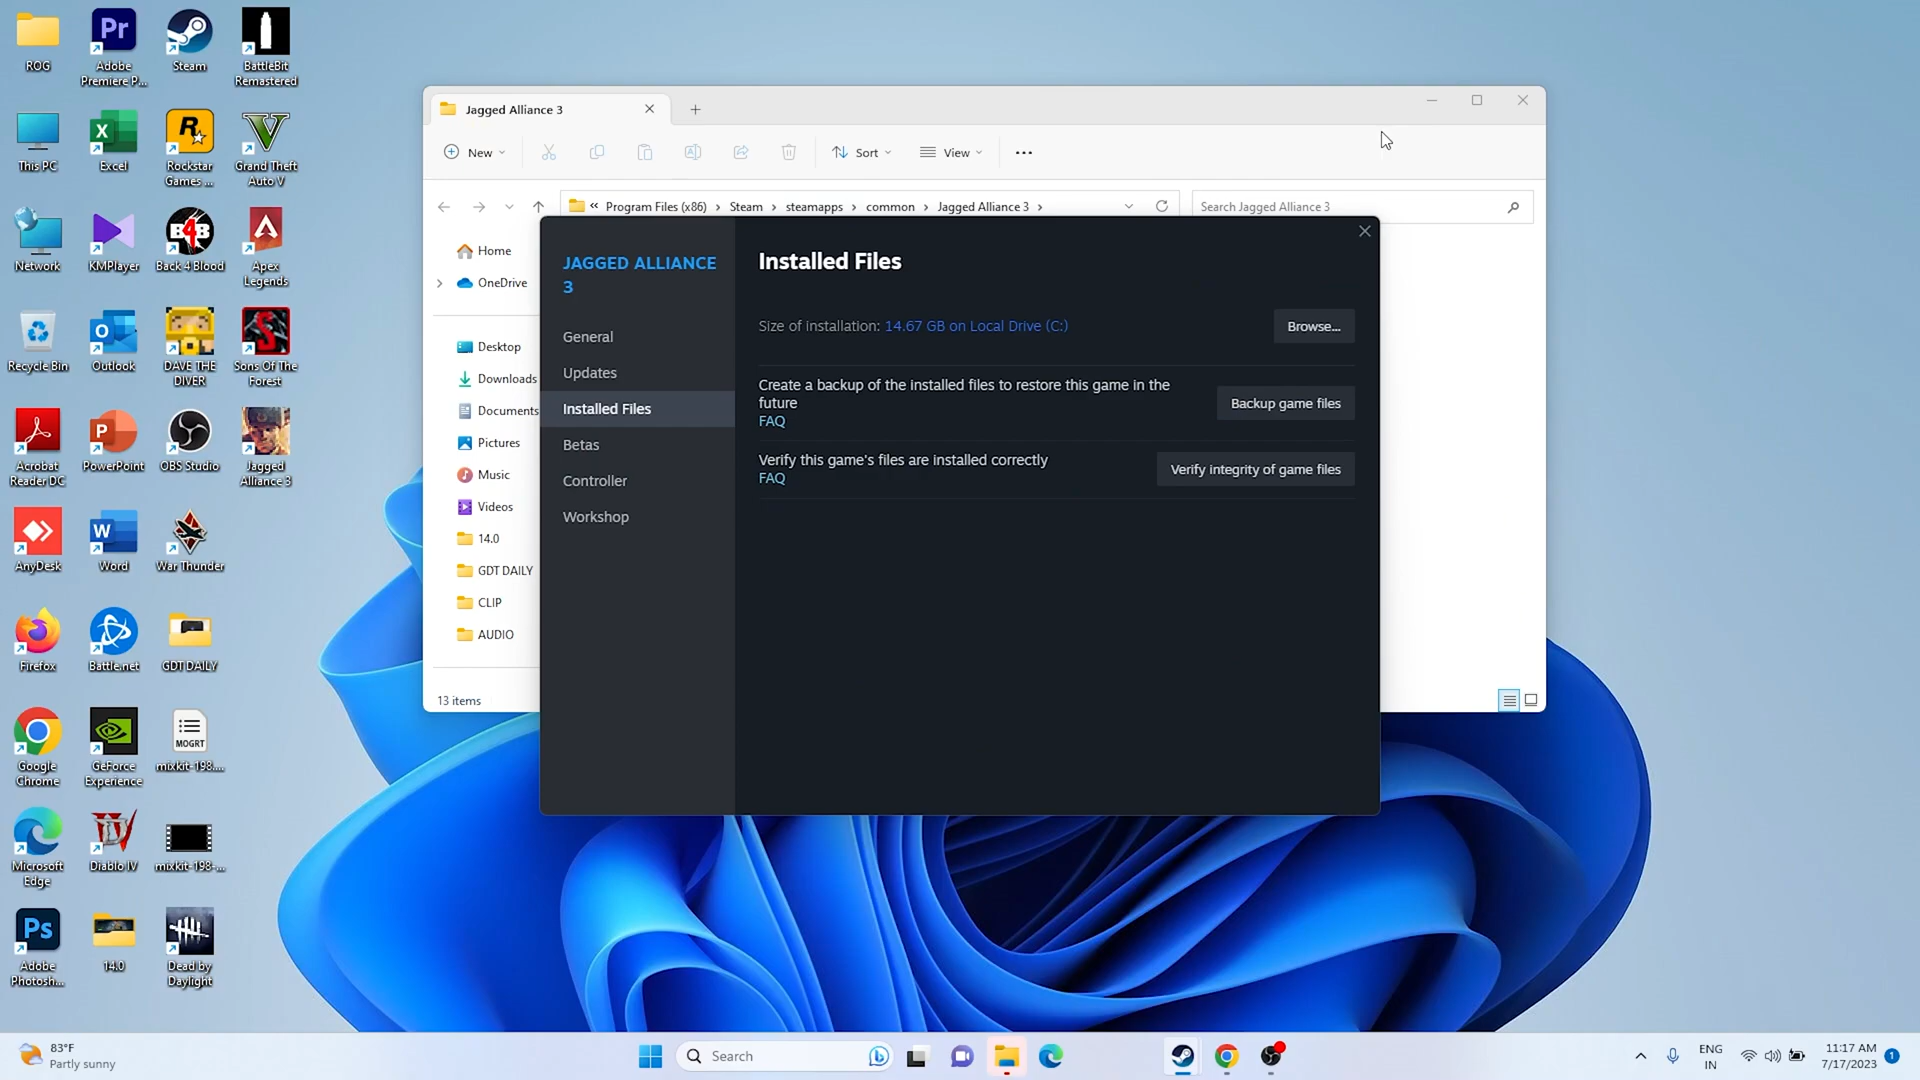 ROG
Adobe
Premiere P...
Steam
BattleBit
Remastered
This PC
Excel
Rockstar
Games ...
Grand Theft
Auto V
Network
KMPlayer
Back 4 Blood
Apex
Legends
Recycle Bin
Outlook
DAVE THE
DIVER
Sons Of The
Forest
Acrobat
Reader DC
PowerPoint
OBS Studio
Jagged
Alliance 3
AnyDesk
Word
War Thunder
Firefox
Battle.net
GDT DAILY
Google
Chrome
GeForce
Experience
MOGRT
mixkit-198....
Microsoft
Edge
Diablo IV
mixkit-198-...
Adobe
Photosh...
14.0
Dead by
Daylight
Jagged Alliance 3
New
Sort
View
Program Files (x86) > Steam > steamapps > common > Jagged Alliance 3 >
Search Jagged Alliance 3
Home
OneDrive
Desktop
Downloads
Documents
Pictures
Music
Videos
14.0
GDT DAILY
CLIP
AUDIO
13 items
JAGGED ALLIANCE
3
General
Updates
Installed Files
Betas
Controller
Workshop
Installed Files
Size of installation: 14.67 GB on Local Drive (C:)
Browse...
Create a backup of the installed files to restore this game in the
future
FAQ
Backup game files
Verify this game's files are installed correctly
FAQ
Verify integrity of game files
83°F
Partly sunny
Search
ENG
IN
11:17 AM
7/17/2023
1